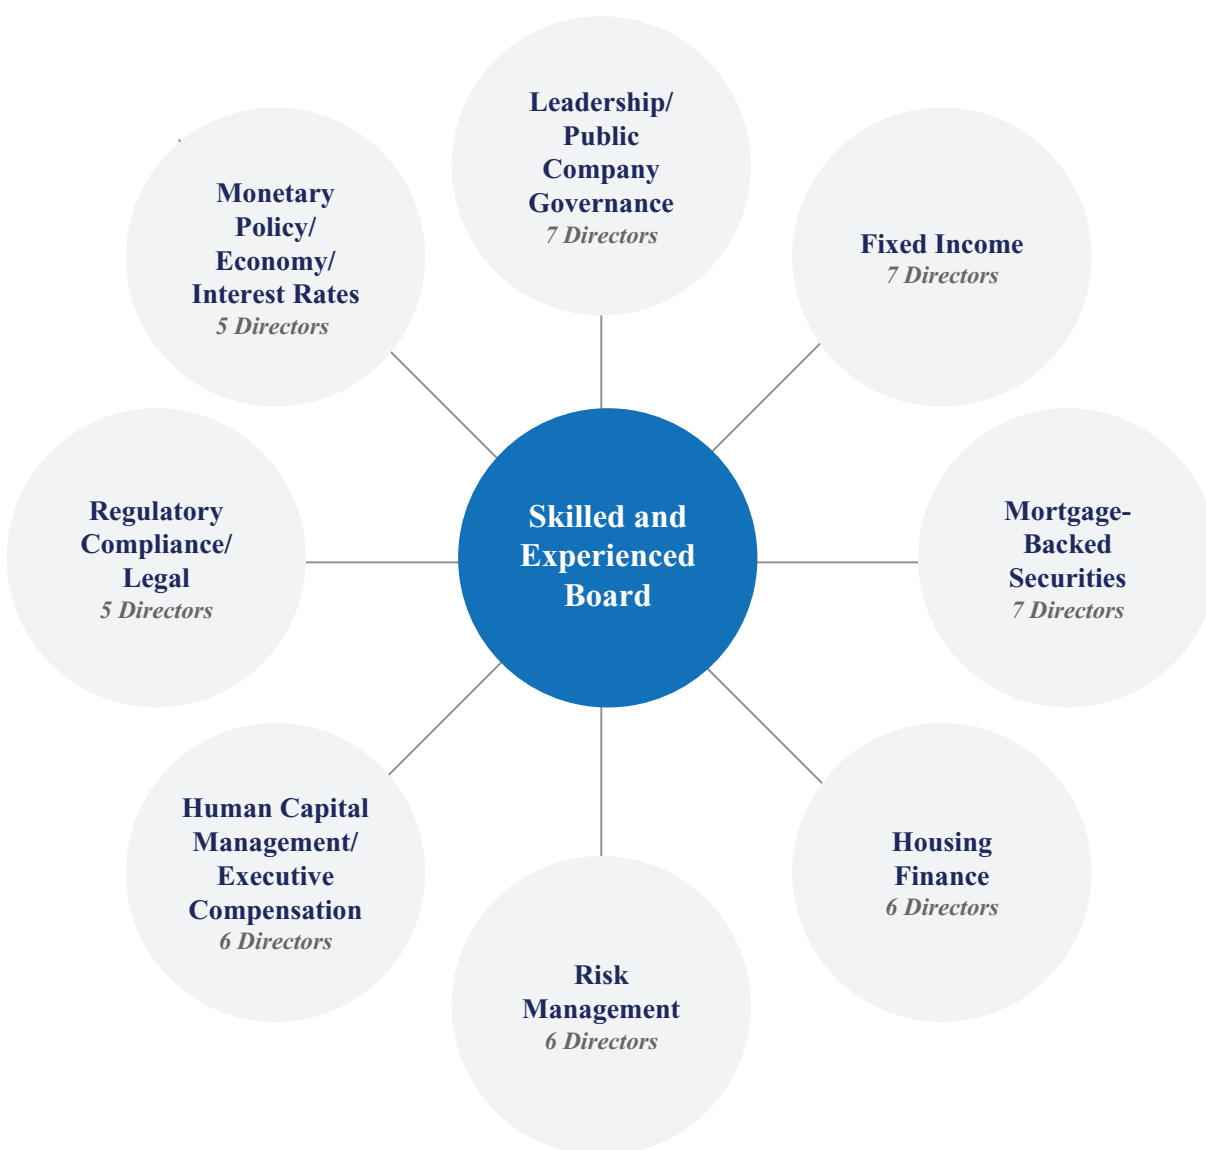 Leadership/
Public
Company
Governance
7 Directors
Monetary
Policy/
Economy/
Interest Rates
5 Directors
Fixed Income
7 Directors
Regulatory
Compliance/
Legal
5 Directors
Skilled and
Experienced
Board
Mortgage-
Backed
Securities
7 Directors
Human Capital
Management/
Executive
Compensation
6 Directors
Housing
Finance
6 Directors
Risk
Management
6 Directors